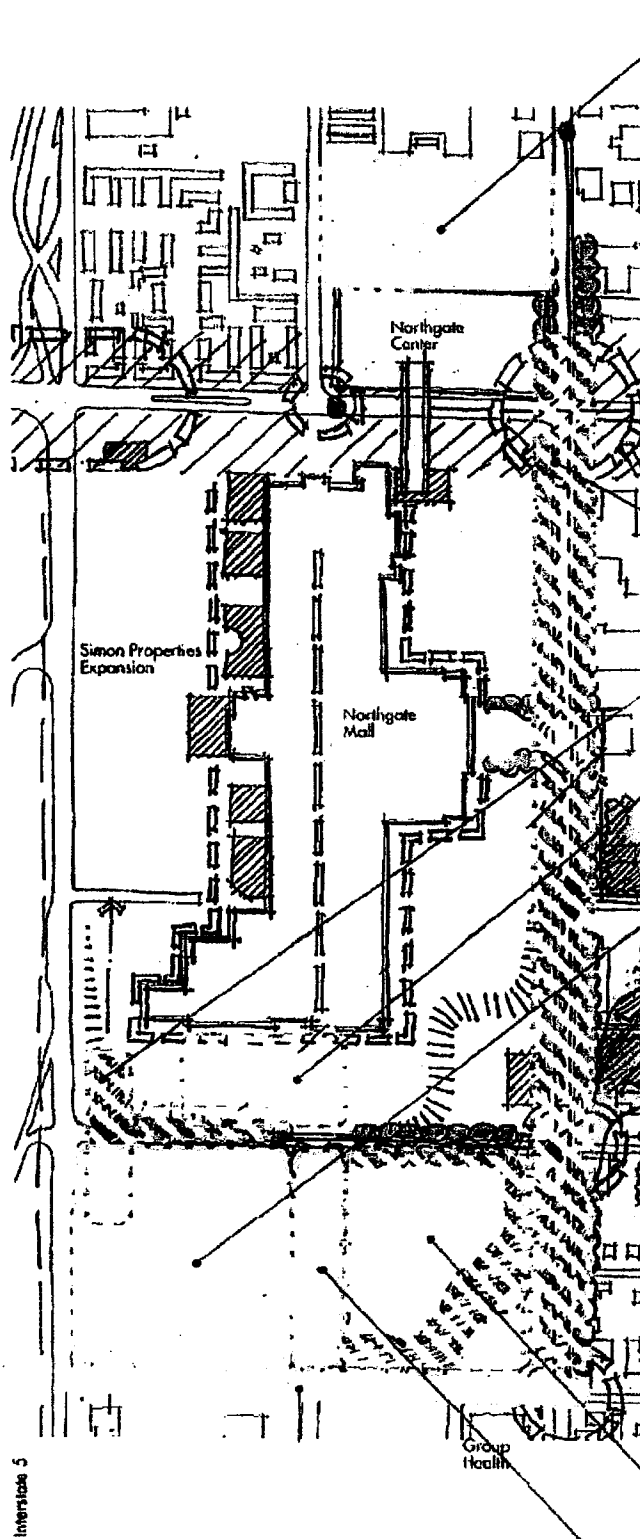 Northgate
Center
Simon Properties
Expansion
Northgate
Mall
Group
Health
Interstate 5